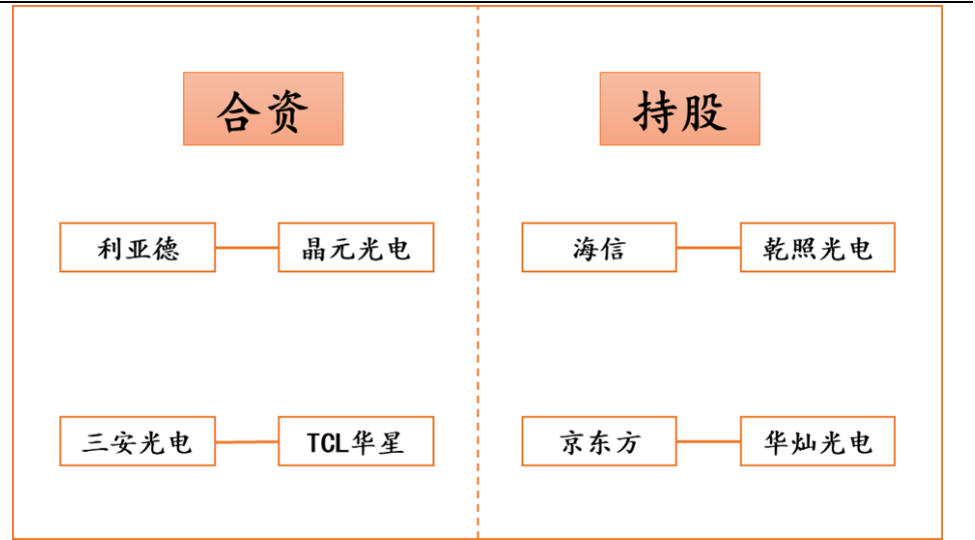 合资
持股
利亚德
晶元光电
海信
乾照光电
三安光电
TCL华星
京东方
华灿光电